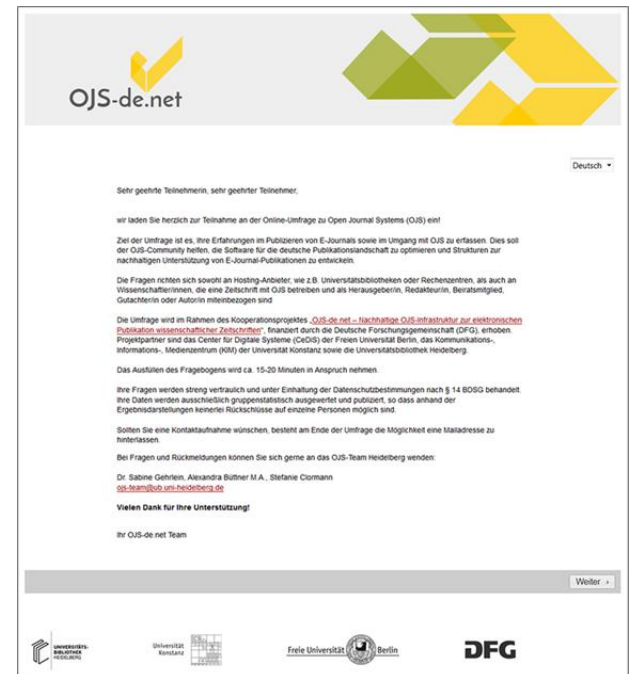 OJS-de.net
Deutsch
Sehr geehrte Teilnehmerin, sehr geehrter Teilnehmer,
wir laden Sie herzlich zur Teilnahme an der Online-Umfrage zu Open Journal Systems (OJS) ein!
Ziel der Umfrage ist es, Ihre Erfahrungen im Publizieren von E-Journals sowie im Umgang mit OJS zu erfassen. Dies soll
der OJS-Community helfen, die Software für die deutsche Publikationslandschaft zu optimieren und Strukturen zur
nachhaltigen Unterstützung von E-Journal-Publikationen zu entwickeln.
Die Fragen richten sich sowohl an Hosting-Anbieter, wie z.B. Universitätsbibliotheken oder Rechenzentren, als auch an
Wissenschaftler/innen, die eine Zeitschrift mit OJS betreiben und als Herausgeber/in, Redakteur/in, Beiratsmitglied,
Gutachter/in oder Autor/in miteinbezogen sind
Die Umfrage wird im Rahmen des Kooperationsprojektes „OJS-de.net – Nachhaltige OJS-Infrastruktur zur elektronischen
Publikation wissenschaftlicher Zeitschriften“, finanziert durch die Deutsche Forschungsgemeinschaft (DFG), erhoben.
Projektpartner sind das Center für Digitale Systeme (CeDiS) der Freien Universität Berlin, das Kommunikations-,
Informations-, Medienzentrum (KIM) der Universität Konstanz sowie die Universitätsbibliothek Heidelberg.
Das Ausfüllen des Fragebogens wird ca. 15-20 Minuten in Anspruch nehmen.
Ihre Fragen werden streng vertraulich und unter Einhaltung der Datenschutzbestimmungen nach § 14 BDSG behandelt.
Ihre Daten werden ausschließlich gruppenstatistisch ausgewertet und publiziert, so dass anhand der
Ergebnisdarstellungen keinerlei Rückschlüsse auf einzelne Personen möglich sind.
Sollten Sie eine Kontaktaufnahme wünschen, besteht am Ende der Umfrage die Möglichkeit eine Mailadresse zu
hinterlassen.
Bei Fragen und Rückmeldungen können Sie sich gerne an das OJS-Team Heidelberg wenden:
Dr. Sabine Gehrlein, Alexandra Büttner M.A., Stefanie Clormann
ojs-team@ub.uni-heidelberg.de
Vielen Dank für Ihre Unterstützung!
Ihr OJS-de.net Team
Weiter
UNIVERSITÄTS-
BIBLIOTHEK
HEIDELBERG
Universität
Konstanz
Freie Universität Berlin
DFG